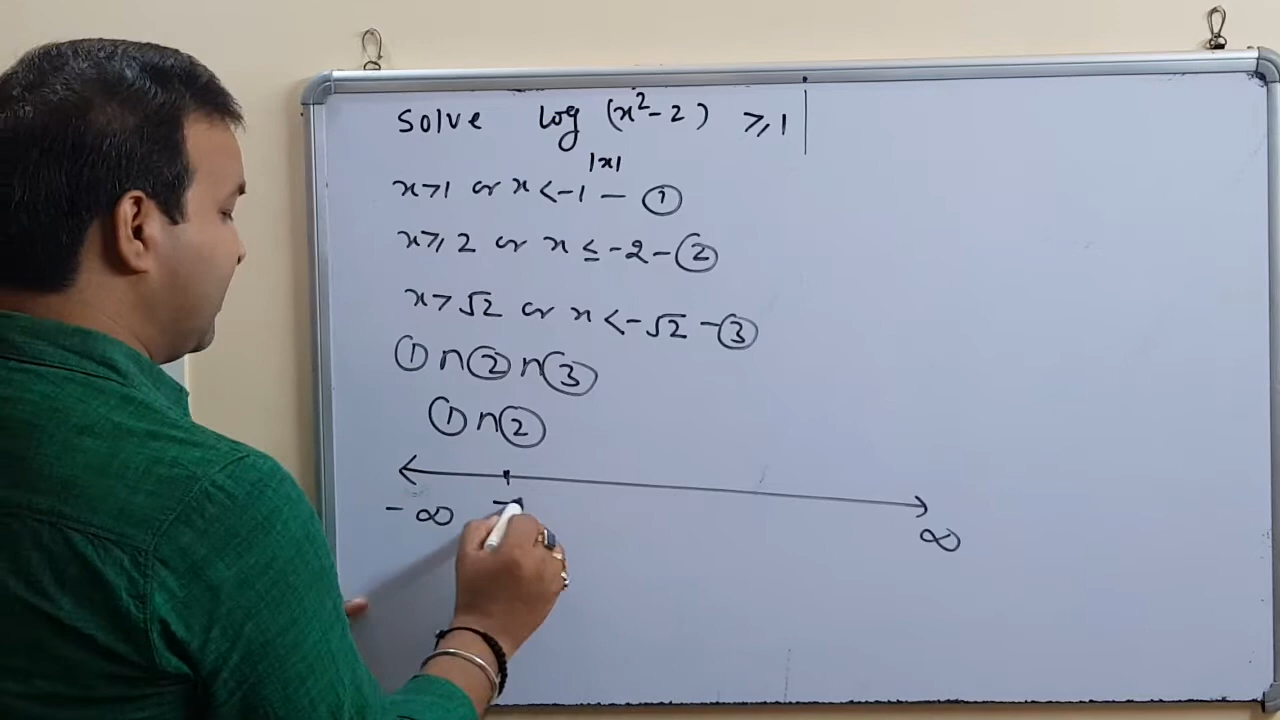 Solve log (x²-2) ≥ 1
|x|
x>1 or x<-1 — ①
x≥2 or x≤-2 - ②
x>√2 or x<-√2 - ③
①∩②∩③
①∩②
-∞ ∞